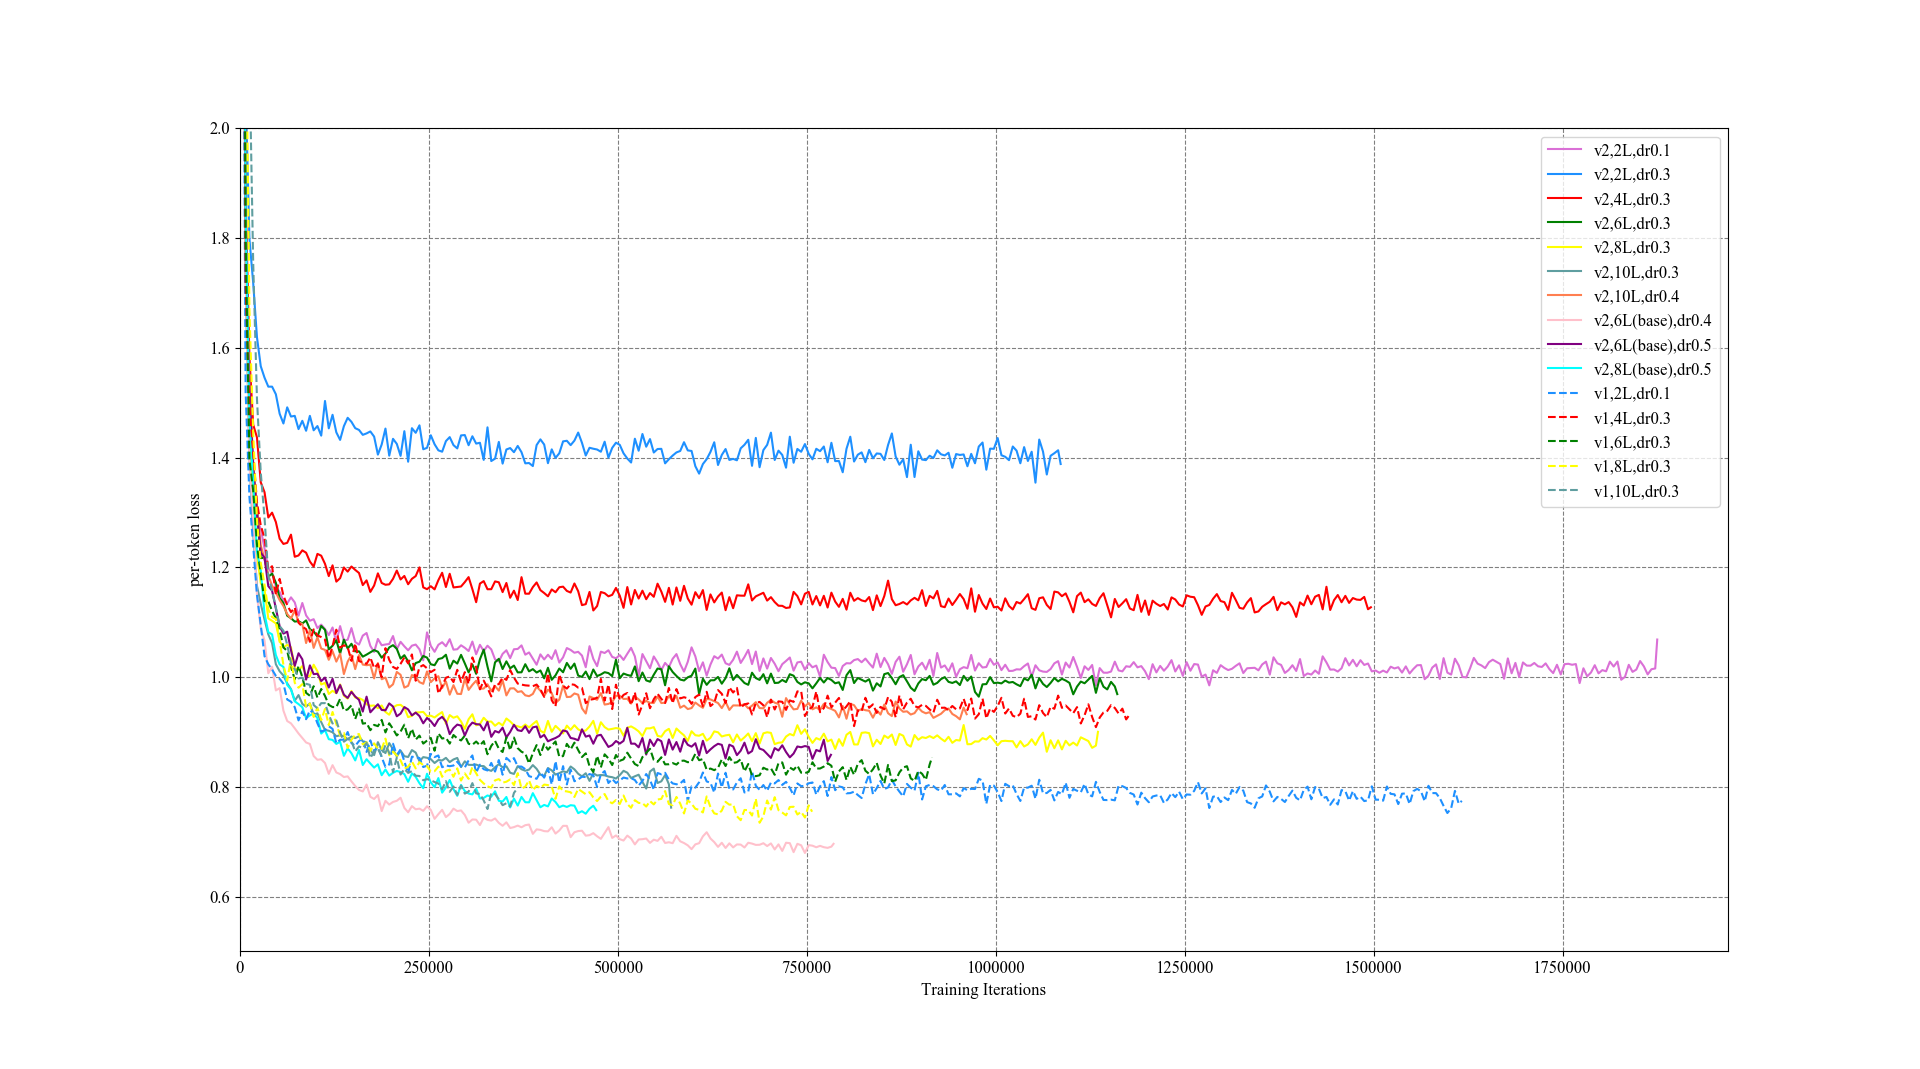 2.0
1.8
1.6
1.4
1.2
1.0
0.8
0.6
per-token loss
0
250000
500000
750000
1000000
1250000
1500000
1750000
Training Iterations
v2,2L,dr0.1
v2,2L,dr0.3
v2,4L,dr0.3
v2,6L,dr0.3
v2,8L,dr0.3
v2,10L,dr0.3
v2,10L,dr0.4
v2,6L(base),dr0.4
v2,6L(base),dr0.5
v2,8L(base),dr0.5
v1,2L,dr0.1
v1,4L,dr0.3
v1,6L,dr0.3
v1,8L,dr0.3
v1,10L,dr0.3